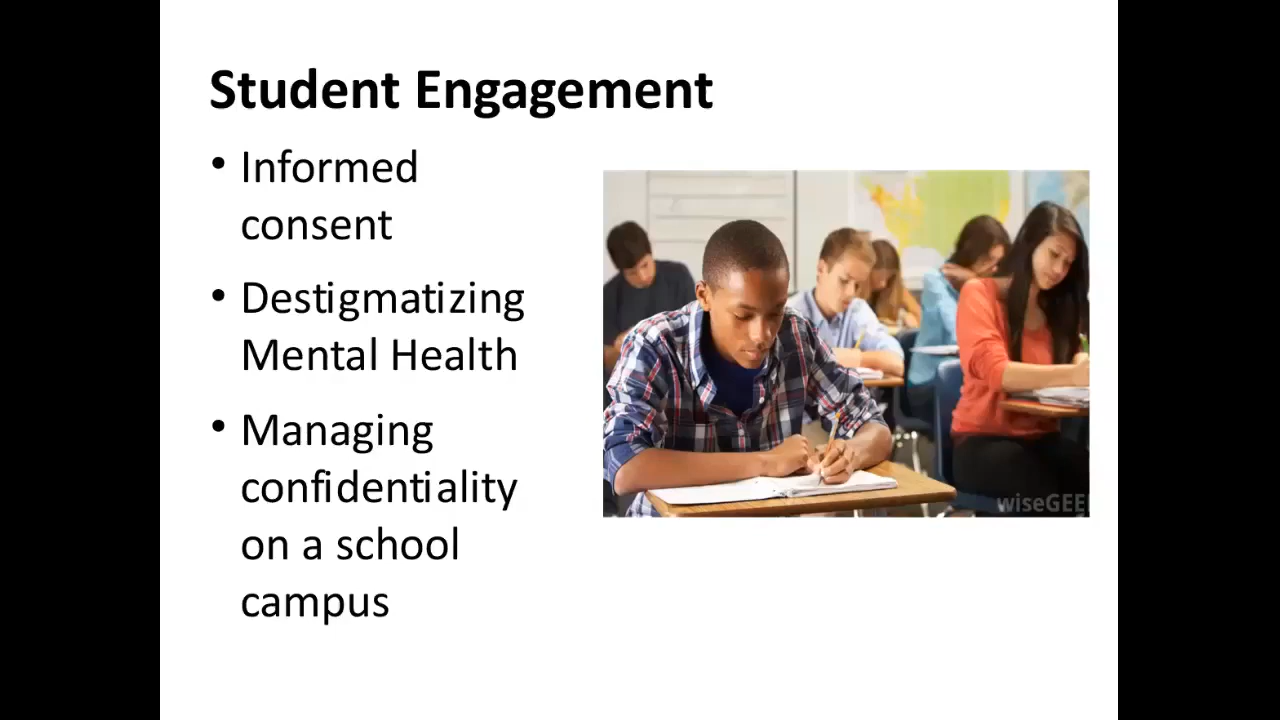 Student Engagement
• Informed
consent
• Destigmatizing
Mental Health
• Managing
confidentiality
on a school
campus
wiseGEE